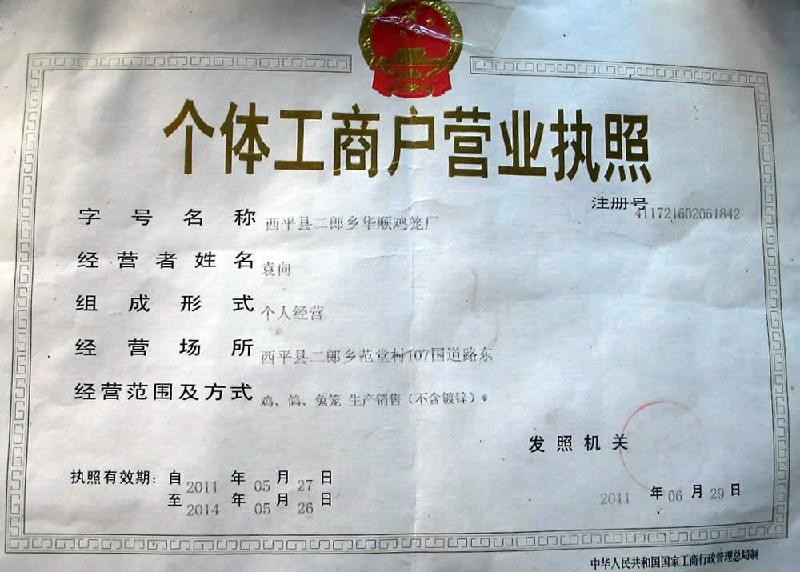 个体工商户营业执照
注册号 411721602061842
字号名称 西平县二郎乡华顺鸡笼厂
经营者姓名 袁向
组成形式 个人经营
经营场所 西平县二郎乡范堂村107国道路东
经营范围及方式 鸡、鸽、兔笼 生产销售(不含镀锌)*
发照机关
执照有效期: 自 2011 年 05 月 27 日
至 2014 年 05 月 26 日
2011 年 06 月 29 日
中华人民共和国国家工商行政管理总局制